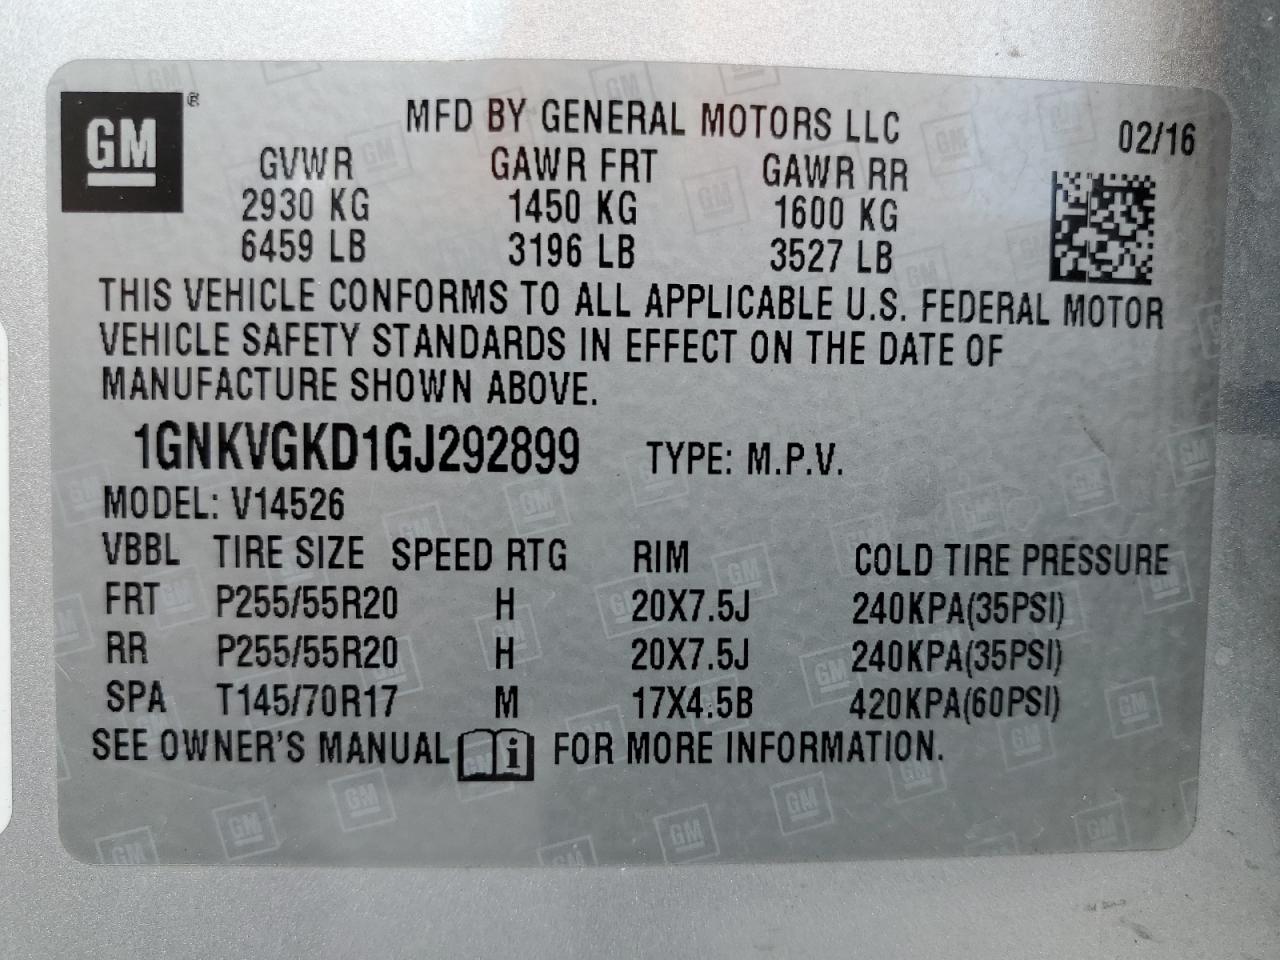 GM®
MFD BY GENERAL MOTORS LLC
02/16
GVWR GAWR FRT GAWR RR
2930 KG 1450 KG 1600 KG
6459 LB 3196 LB 3527 LB
THIS VEHICLE CONFORMS TO ALL APPLICABLE U.S. FEDERAL MOTOR
VEHICLE SAFETY STANDARDS IN EFFECT ON THE DATE OF
MANUFACTURE SHOWN ABOVE.
1GNKVGKD1GJ292899 TYPE: M.P.V.
MODEL: V14526
VBBL TIRE SIZE SPEED RTG RIM COLD TIRE PRESSURE
FRT P255/55R20 H 20X7.5J 240KPA(35PSI)
RR P255/55R20 H 20X7.5J 240KPA(35PSI)
SPA T145/70R17 M 17X4.5B 420KPA(60PSI)
SEE OWNER'S MANUAL i FOR MORE INFORMATION.